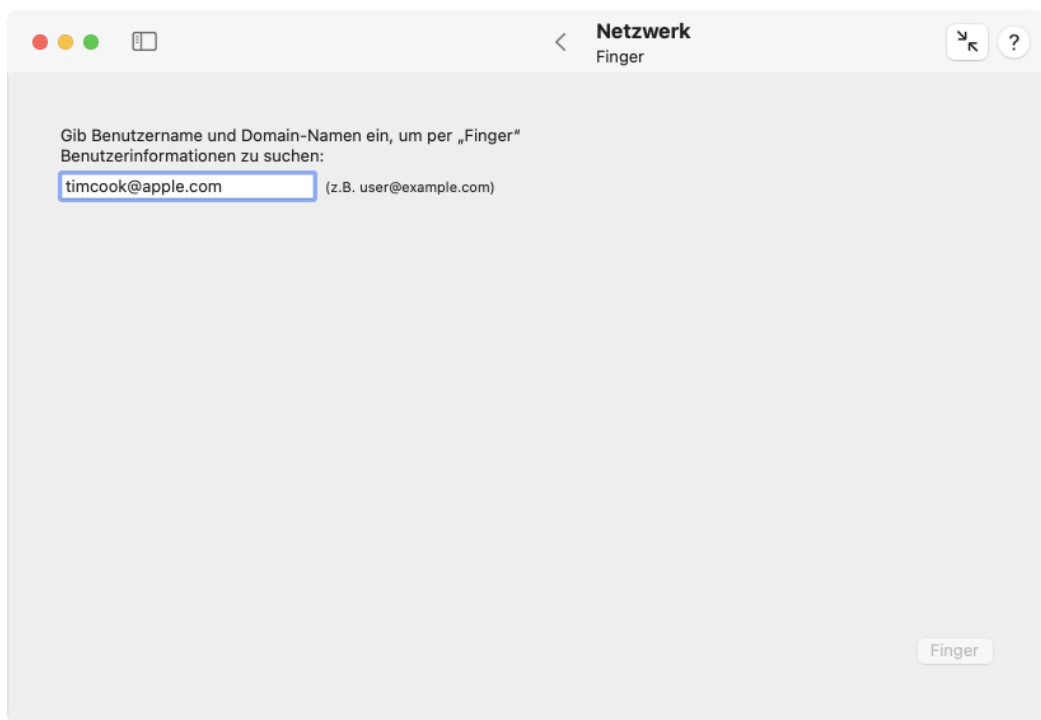 Netzwerk
Finger
?
Gib Benutzername und Domain-Namen ein, um per „Finger“
Benutzerinformationen zu suchen:
timcook@apple.com (z.B. user@example.com)
Finger